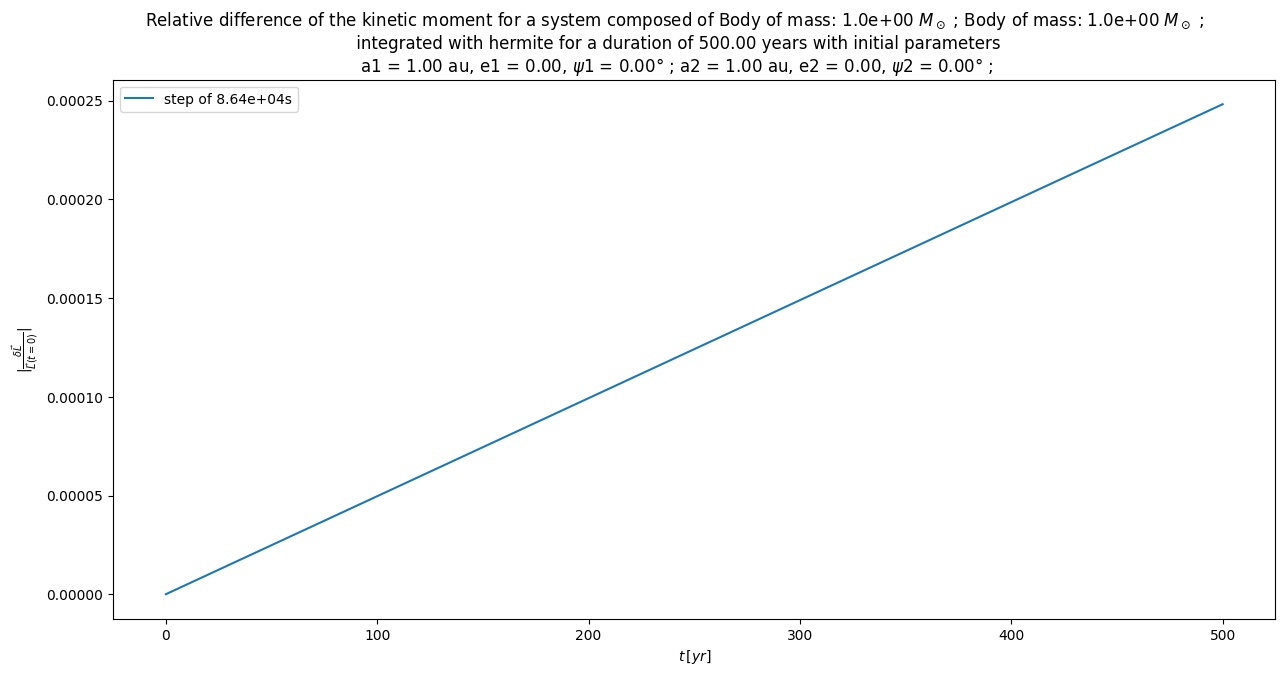 Relative difference of the kinetic moment for a system composed of Body of mass: 1.0e+00 $M_\odot$ ; Body of mass: 1.0e+00 $M_\odot$ ;
integrated with hermite for a duration of 500.00 years with initial parameters
a1 = 1.00 au, e1 = 0.00, ψ1 = 0.00° ; a2 = 1.00 au, e2 = 0.00, ψ2 = 0.00° ;
step of 8.64e+04s
0.00025
0.00020
0.00015
0.00010
0.00005
0.00000
$|\frac{\delta \vec{L}}{\vec{L}(t=0)}|$
0 100 200 300 400 500
t [yr]